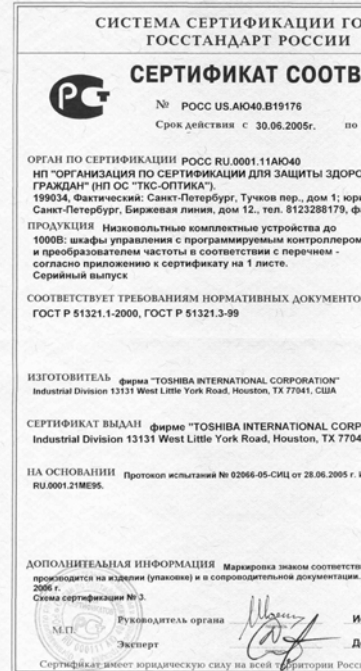 СИСТЕМА СЕРТИФИКАЦИИ ГО
ГОССТАНДАРТ РОССИИ
СЕРТИФИКАТ СООТВ
№ РОСС US.АЮ40.В19176
Срок действия с 30.06.2005г. по
ОРГАН ПО СЕРТИФИКАЦИИ РОСС RU.0001.11АЮ40
НП "ОРГАНИЗАЦИЯ ПО СЕРТИФИКАЦИИ ДЛЯ ЗАЩИТЫ ЗДОРО
ГРАЖДАН" (НП ОС "ТКС-ОПТИКА").
199034, Фактический: Санкт-Петербург, Тучков пер., дом 1; юри
Санкт-Петербург, Биржевая линия, дом 12., тел. 8123288179, фа
ПРОДУКЦИЯ Низковольтные комплектные устройства до
1000В: шкафы управления с программируемым контроллером
и преобразователем частоты в соответствии с перечнем -
согласно приложению к сертификату на 1 листе.
Серийный выпуск
СООТВЕТСТВУЕТ ТРЕБОВАНИЯМ НОРМАТИВНЫХ ДОКУМЕНТО
ГОСТ Р 51321.1-2000, ГОСТ Р 51321.3-99
ИЗГОТОВИТЕЛЬ фирма "TOSHIBA INTERNATIONAL CORPORATION"
Industrial Division 13131 West Little York Road, Houston, TX 77041, США
СЕРТИФИКАТ ВЫДАН фирме "TOSHIBA INTERNATIONAL CORP
Industrial Division 13131 West Little York Road, Houston, TX 7704
НА ОСНОВАНИИ Протокол испытаний № 02066-05-СИЦ от 28.06.2005 г.
RU.0001.21МЕ95.
ДОПОЛНИТЕЛЬНАЯ ИНФОРМАЦИЯ Маркировка знаком соответств
производится на изделии (упаковке) и в сопроводительной документации.
2006 г.
Схема сертификации № 3.
М.П. Руководитель органа
Эксперт
Сертификат имеет юридическую силу на всей территории Росс